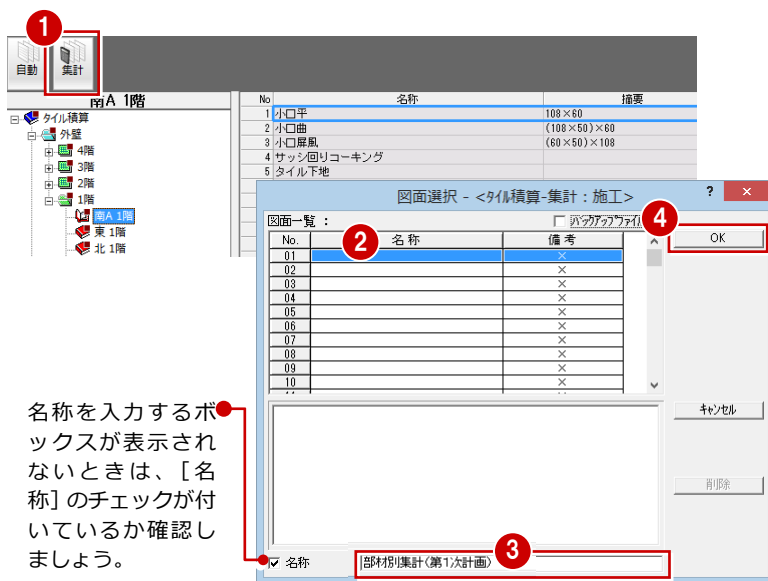 1
自動
集計
南A 1階
No
名称
摘要
タイル積算
外壁
4階
3階
2階
1階
南A 1階
東 1階
北 1階
1 小口平 108×60
2 小口曲 (108×50)×60
3 小口屏風 (60×50)×108
4 サッシ回りコーキング
5 タイル下地
図面選択 - <タイル積算-集計:施工>
?
×
図面一覧 :
バックアップファイル
4
OK
No.
2
名 称
備 考
01 ×
02 ×
03 ×
04 ×
05 ×
06 ×
07 ×
08 ×
09 ×
10 ×
キャンセル
削除
名称を入力するボ
ックスが表示され
ないときは、[名
称]のチェックが付
いているか確認し
ましょう。
3
名称
部材別集計(第1次計画)